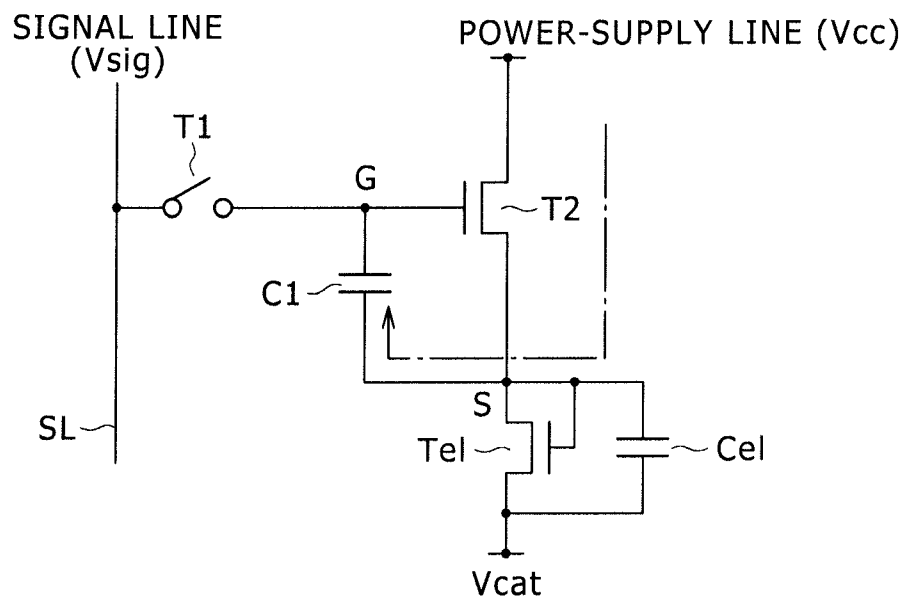 SIGNAL LINE
(Vsig)
POWER-SUPPLY LINE (Vcc)
T1
G
T2
C1
S
SL
Tel
Cel
Vcat